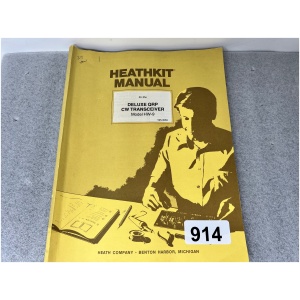 HEATHKIT
MANUAL
for the
DELUXE QRP
CW TRANSCEIVER
Model HW-9
914
HEATH COMPANY • BENTON HARBOR, MICHIGAN